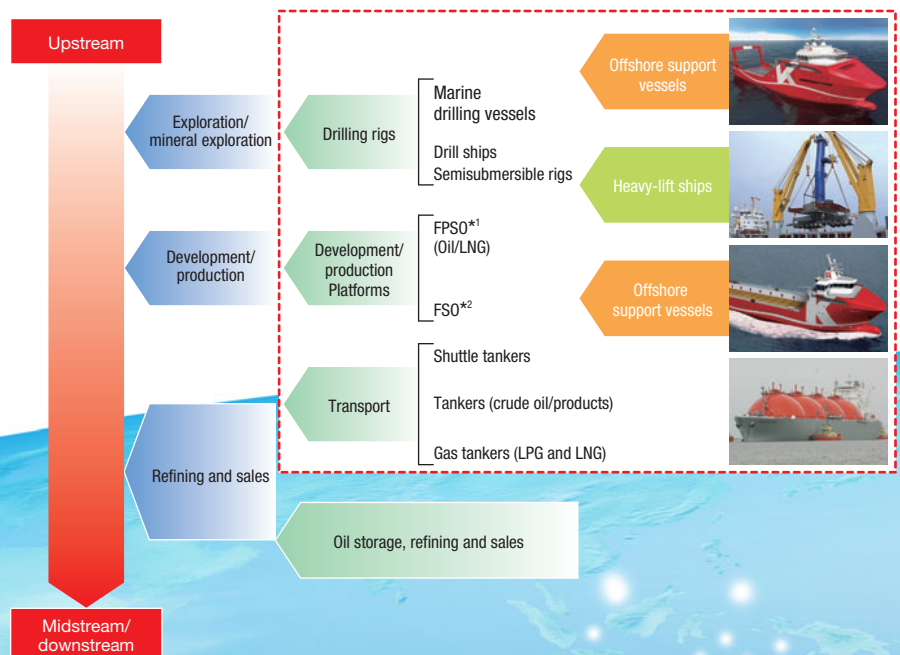 Upstream
Exploration/
mineral exploration
Drilling rigs
Marine
drilling vessels
Drill ships
Semisubmersible rigs
Offshore support
vessels
K
Heavy-lift ships
Development/
production
Development/
production
Platforms
FPSO*1
(Oil/LNG)
FSO*2
Offshore
support vessels
K
Refining and sales
Transport
Shuttle tankers
Tankers (crude oil/products)
Gas tankers (LPG and LNG)
Oil storage, refining and sales
Midstream/
downstream